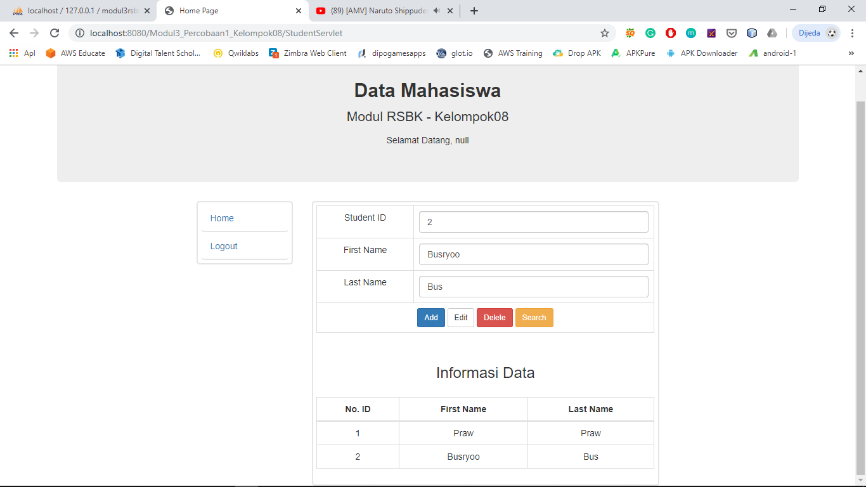 localhost / 127.0.0.1 / modul3rsb
Home Page
(89) [AMV] Naruto Shippude
localhost:8080/Modul3_Percobaan1_Kelompok08/StudentServlet
Dijeda
Apl
AWS Educate
Digital Talent Schol...
Qwiklabs
Zimbra Web Client
dipogamesapps
glot.io
AWS Training
Drop APK
APKPure
APK Downloader
android-1
Data Mahasiswa
Modul RSBK - Kelompok08
Selamat Datang, null
Home
Logout
Student ID
2
First Name
Busryoo
Last Name
Bus
Add Edit Delete Search
Informasi Data
No. ID First Name Last Name
1 Praw Praw
2 Busryoo Bus